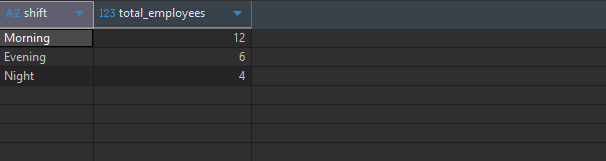 A-Z shift 123 total_employees
Morning 12
Evening 6
Night 4